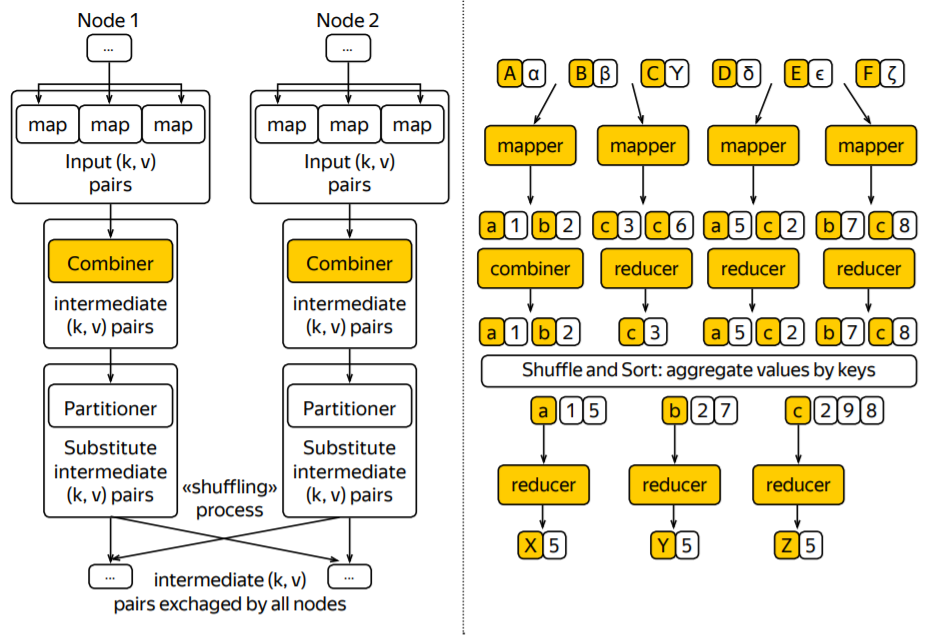 Node 1
Node 2
...
...
map map map
map map map
Input (k, v)
pairs
Input (k, v)
pairs
Combiner
Combiner
intermediate
(k, v) pairs
intermediate
(k, v) pairs
Partitioner
Partitioner
Substitute
intermediate
(k, v) pairs
Substitute
intermediate
(k, v) pairs
«shuffling»
process
...
...
intermediate (k, v)
pairs exchaged by all nodes
A α B β C Υ D δ E ϵ F ζ
mapper mapper mapper mapper
a 1 b 2 c 3 c 6 a 5 c 2 b 7 c 8
combiner reducer reducer reducer
a 1 b 2 c 3 a 5 c 2 b 7 c 8
Shuffle and Sort: aggregate values by keys
a 1 5 b 2 7 c 2 9 8
reducer reducer reducer
X 5 Y 5 Z 5